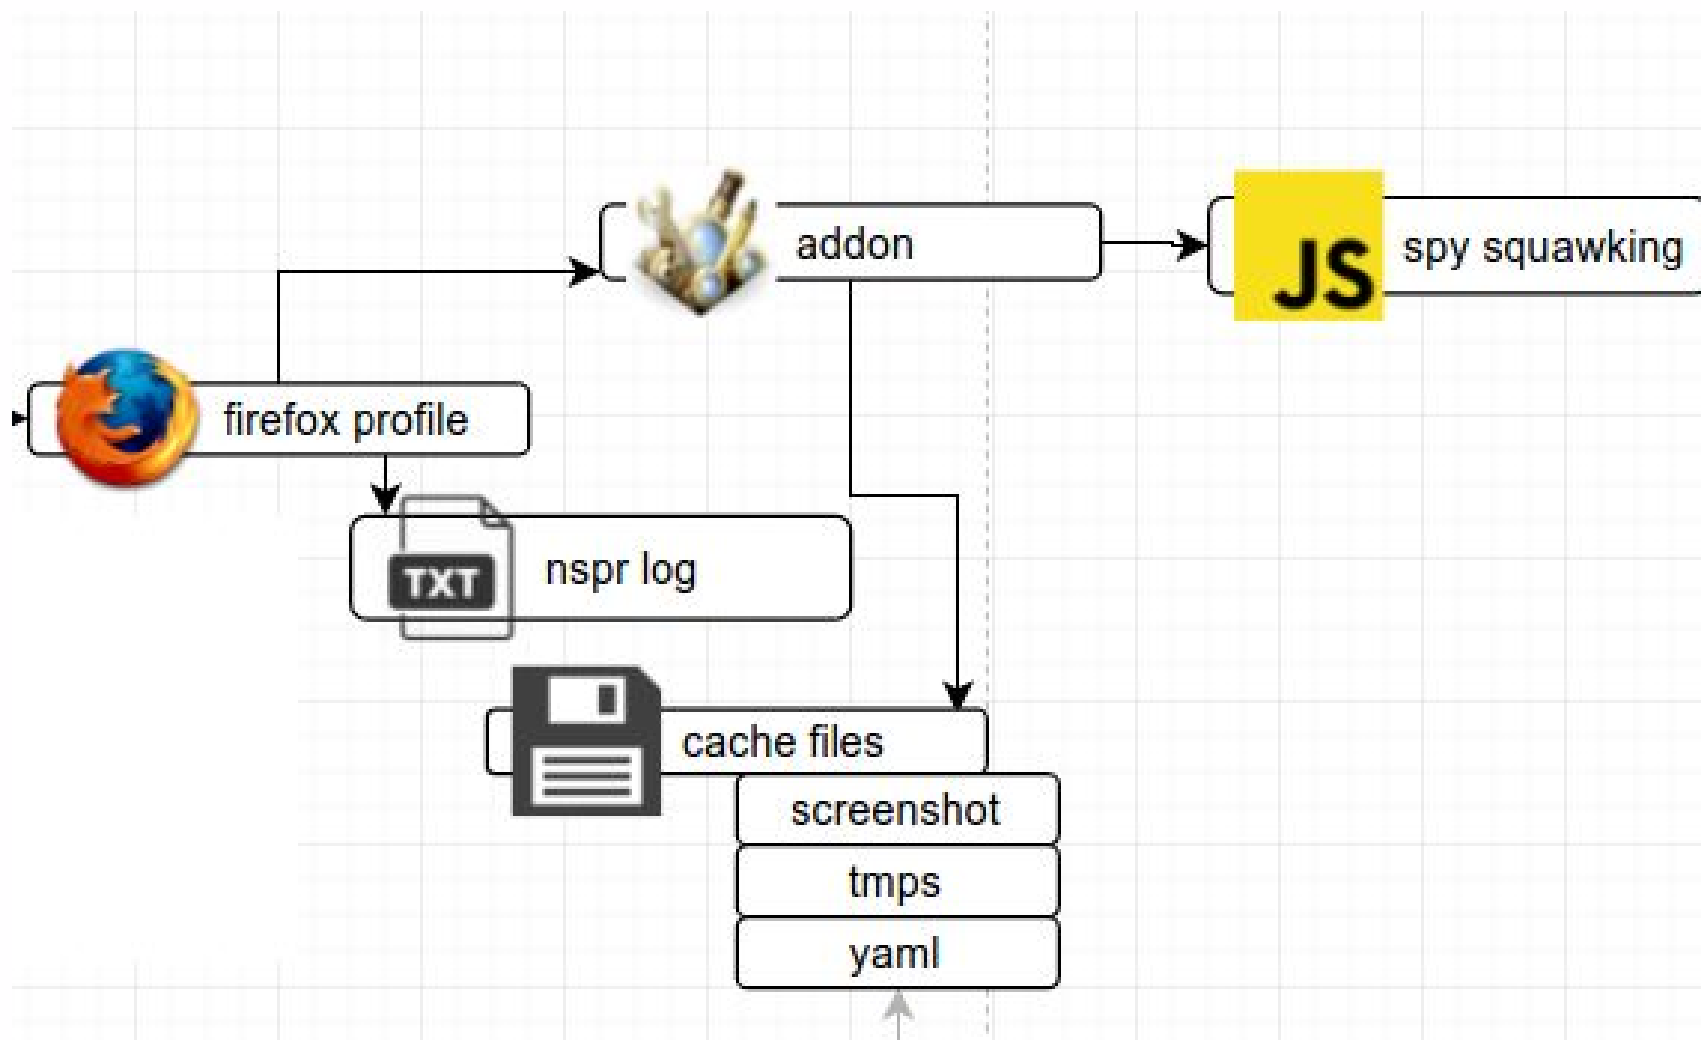 addon
JS
spy squawking
firefox profile
TXT
nspr log
cache files
screenshot
tmps
yaml